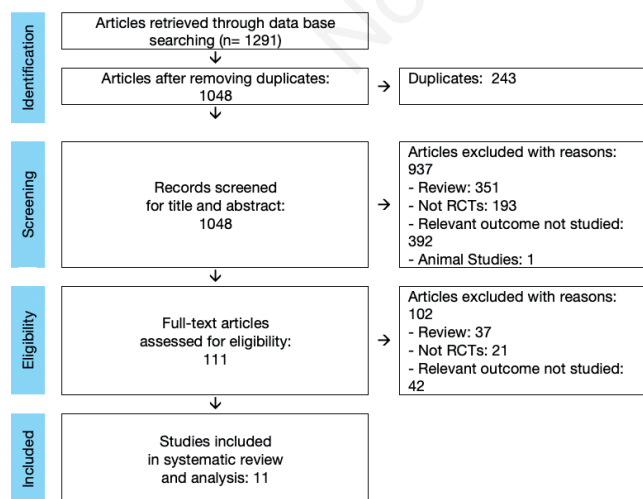 Identification
Articles retrieved through data base
searching (n= 1291)
Articles after removing duplicates:
1048
Duplicates: 243
Screening
Records screened
for title and abstract:
1048
Articles excluded with reasons:
937
- Review: 351
- Not RCTs: 193
- Relevant outcome not studied:
392
- Animal Studies: 1
Eligibility
Full-text articles
assessed for eligibility:
111
Articles excluded with reasons:
102
- Review: 37
- Not RCTs: 21
- Relevant outcome not studied:
42
Included
Studies included
in systematic review
and analysis: 11